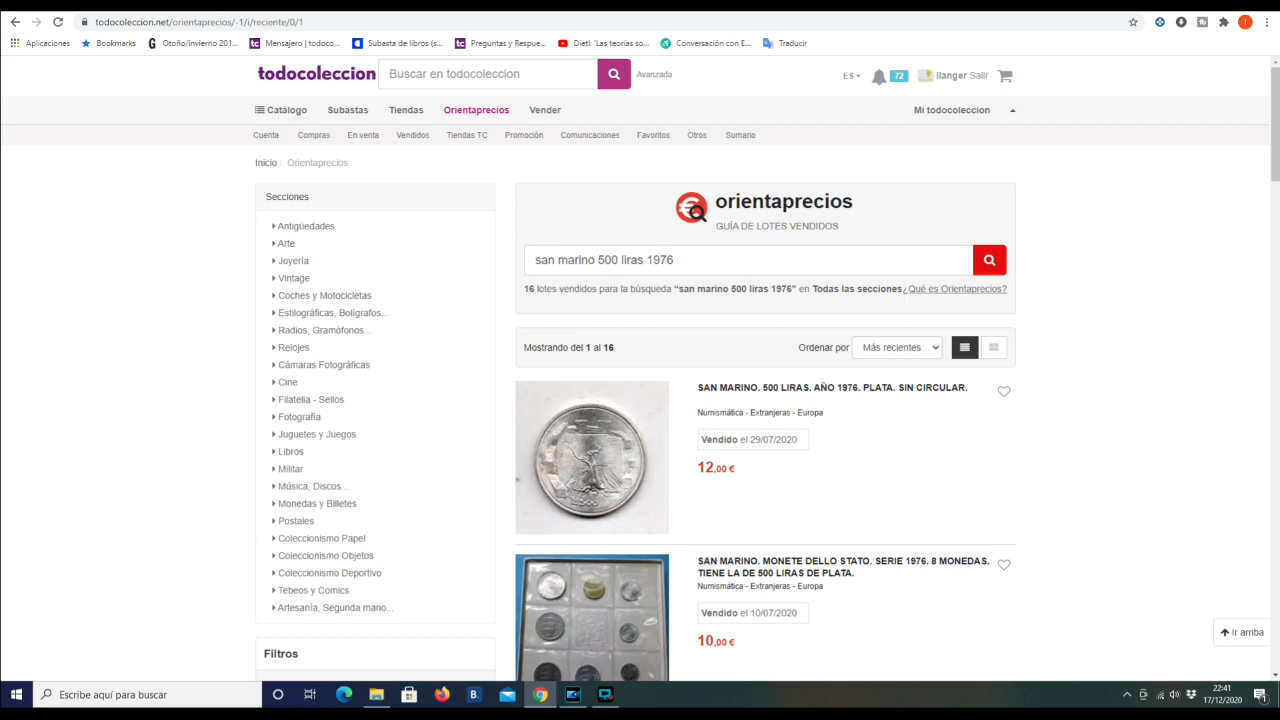 todocoleccion.net/orientaprecios/-1/i/reciente/0/1
Aplicaciones Bookmarks Otoño/invierno 201... Mensajero | todoco... Subasta de libros (s... Preguntas y Respue... Dietl: 'Las teorías so... Conversación con E... Traducir
todocoleccion Buscar en todocoleccion Avanzada ES 72 ilanger Salir
Catálogo Subastas Tiendas Orientaprecios Vender Mi todocoleccion
Cuenta Compras En venta Vendidos Tiendas TC Promoción Comunicaciones Favoritos Otros Sumario
Inicio / Orientaprecios
Secciones
Antigüedades
Arte
Joyería
Vintage
Coches y Motocicletas
Estilográficas, Bolígrafos...
Radios, Gramófonos...
Relojes
Cámaras Fotográficas
Cine
Filatelia - Sellos
Fotografía
Juguetes y Juegos
Libros
Militar
Música, Discos...
Monedas y Billetes
Postales
Coleccionismo Papel
Coleccionismo Objetos
Coleccionismo Deportivo
Tebeos y Comics
Artesanía, Segunda mano...
Filtros
orientaprecios
GUÍA DE LOTES VENDIDOS
san marino 500 liras 1976
16 lotes vendidos para la búsqueda “san marino 500 liras 1976” en Todas las secciones ¿Qué es Orientaprecios?
Mostrando del 1 al 16 Ordenar por Más recientes
SAN MARINO. 500 LIRAS. AÑO 1976. PLATA. SIN CIRCULAR.
Numismática - Extranjeras - Europa
Vendido el 29/07/2020
12,00 €
SAN MARINO. MONETE DELLO STATO. SERIE 1976. 8 MONEDAS.
TIENE LA DE 500 LIRAS DE PLATA.
Numismática - Extranjeras - Europa
Vendido el 10/07/2020
10,00 €
Ir arriba
Escribe aquí para buscar
22:41
17/12/2020